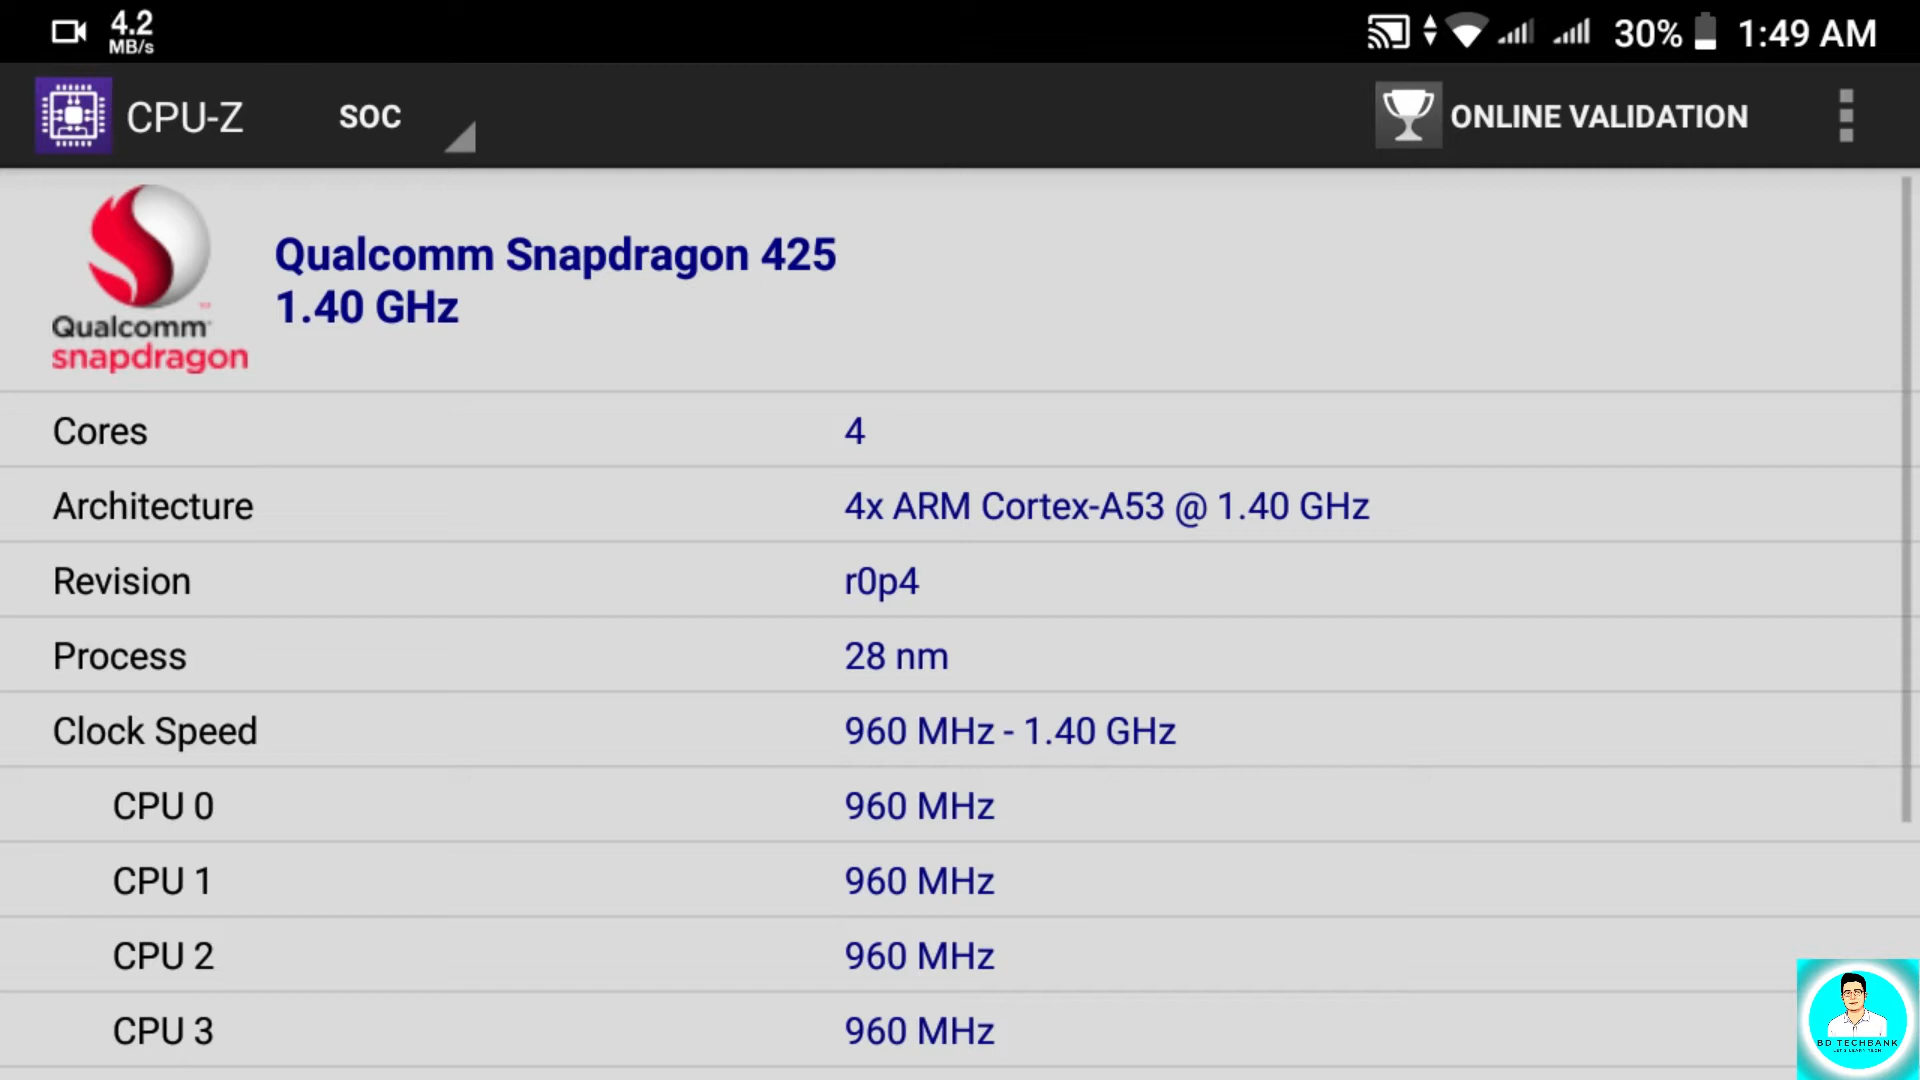 4.2
MB/s
30%
1:49 AM
CPU-Z
SOC
ONLINE VALIDATION
Qualcomm
snapdragon
Qualcomm Snapdragon 425
1.40 GHz
Cores 4
Architecture 4x ARM Cortex-A53 @ 1.40 GHz
Revision r0p4
Process 28 nm
Clock Speed 960 MHz - 1.40 GHz
CPU 0 960 MHz
CPU 1 960 MHz
CPU 2 960 MHz
CPU 3 960 MHz
BD TECHBANK
LET'S LEARN TECH